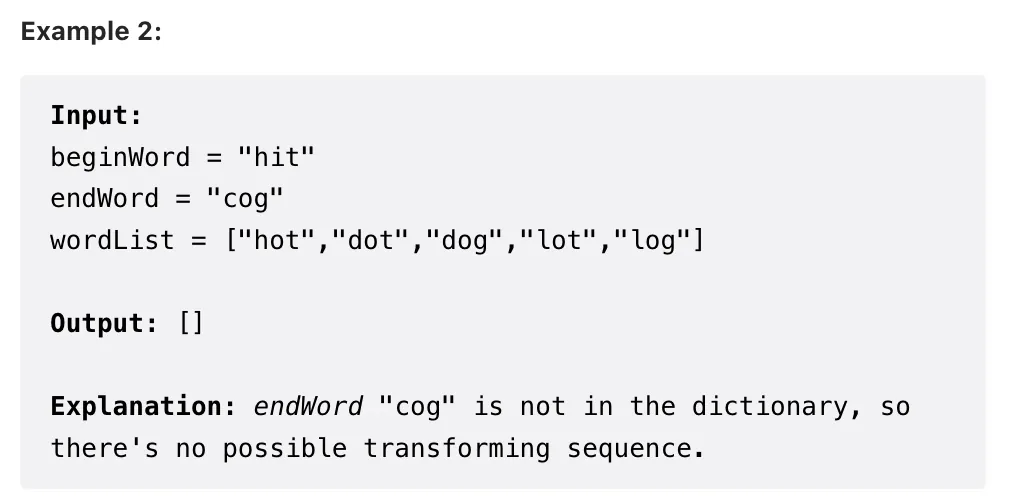 Example 2:
Input:
beginWord = "hit"
endWord = "cog"
wordList = ["hot","dot","dog","lot","log"]
Output: []
Explanation: endWord "cog" is not in the dictionary, so
there's no possible transforming sequence.